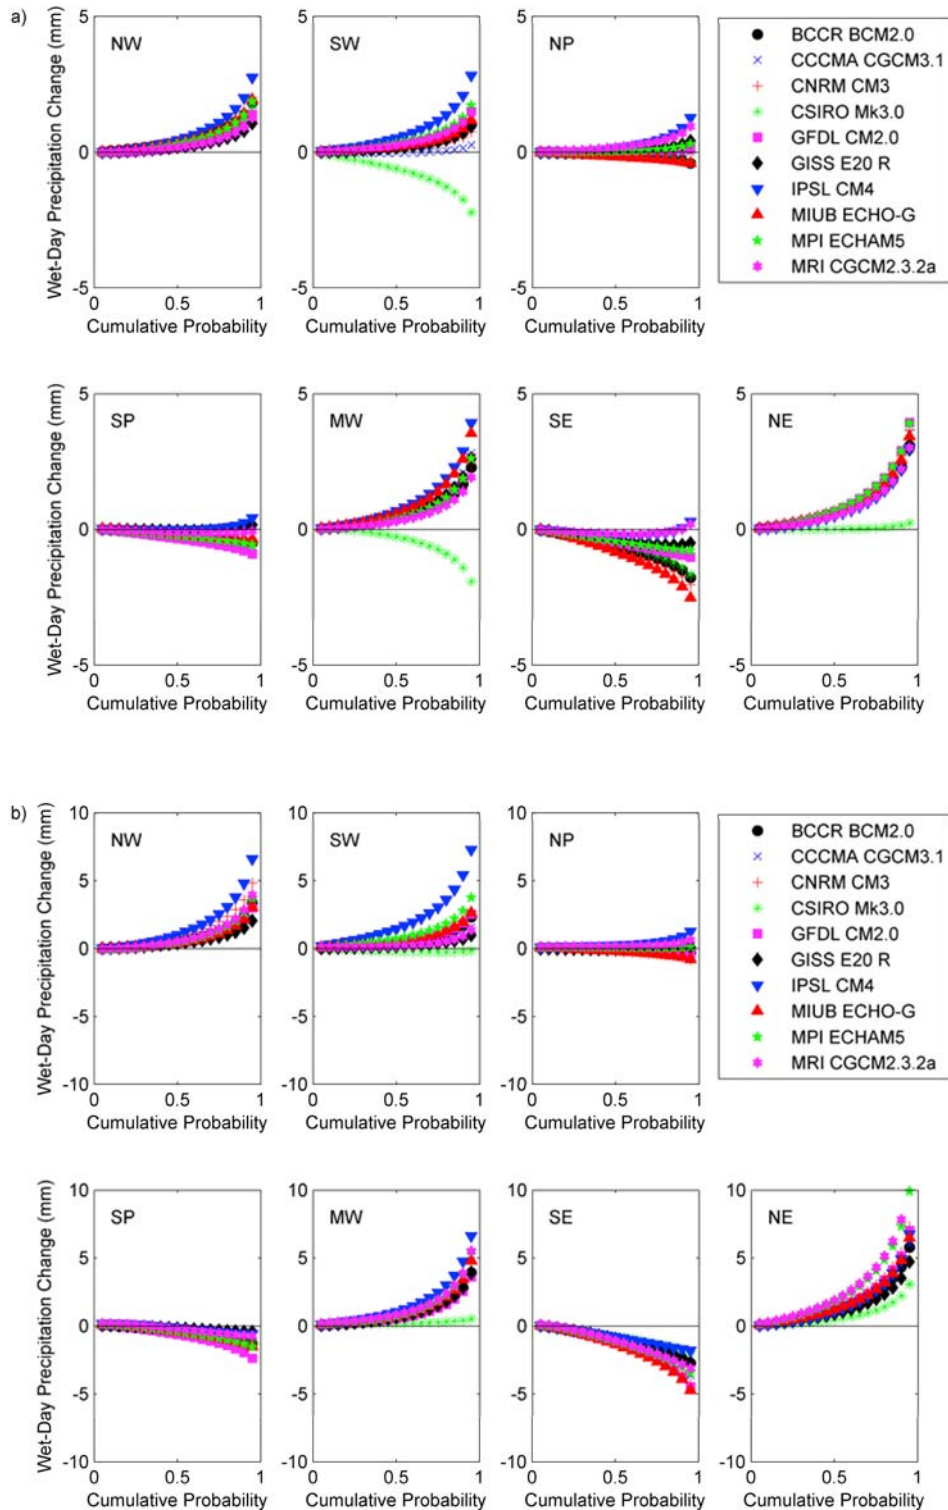 a)
NW
SW
NP
5
0
-5
Wet-Day Precipitation Change (mm)
0 0.5 1
Cumulative Probability
5
0
-5
0 0.5 1
Cumulative Probability
5
0
-5
0 0.5 1
Cumulative Probability
BCCR BCM2.0
CCCMA CGCM3.1
CNRM CM3
CSIRO Mk3.0
GFDL CM2.0
GISS E20 R
IPSL CM4
MIUB ECHO-G
MPI ECHAM5
MRI CGCM2.3.2a
SP
MW
SE
NE
5
0
-5
Wet-Day Precipitation Change (mm)
0 0.5 1
Cumulative Probability
5
0
-5
0 0.5 1
Cumulative Probability
5
0
-5
0 0.5 1
Cumulative Probability
5
0
-5
0 0.5 1
Cumulative Probability
b)
NW
SW
NP
10
5
0
-5
-10
Wet-Day Precipitation Change (mm)
0 0.5 1
Cumulative Probability
10
5
0
-5
-10
0 0.5 1
Cumulative Probability
10
5
0
-5
-10
0 0.5 1
Cumulative Probability
BCCR BCM2.0
CCCMA CGCM3.1
CNRM CM3
CSIRO Mk3.0
GFDL CM2.0
GISS E20 R
IPSL CM4
MIUB ECHO-G
MPI ECHAM5
MRI CGCM2.3.2a
SP
MW
SE
NE
10
5
0
-5
-10
Wet-Day Precipitation Change (mm)
0 0.5 1
Cumulative Probability
10
5
0
-5
-10
0 0.5 1
Cumulative Probability
10
5
0
-5
-10
0 0.5 1
Cumulative Probability
10
5
0
-5
-10
0 0.5 1
Cumulative Probability